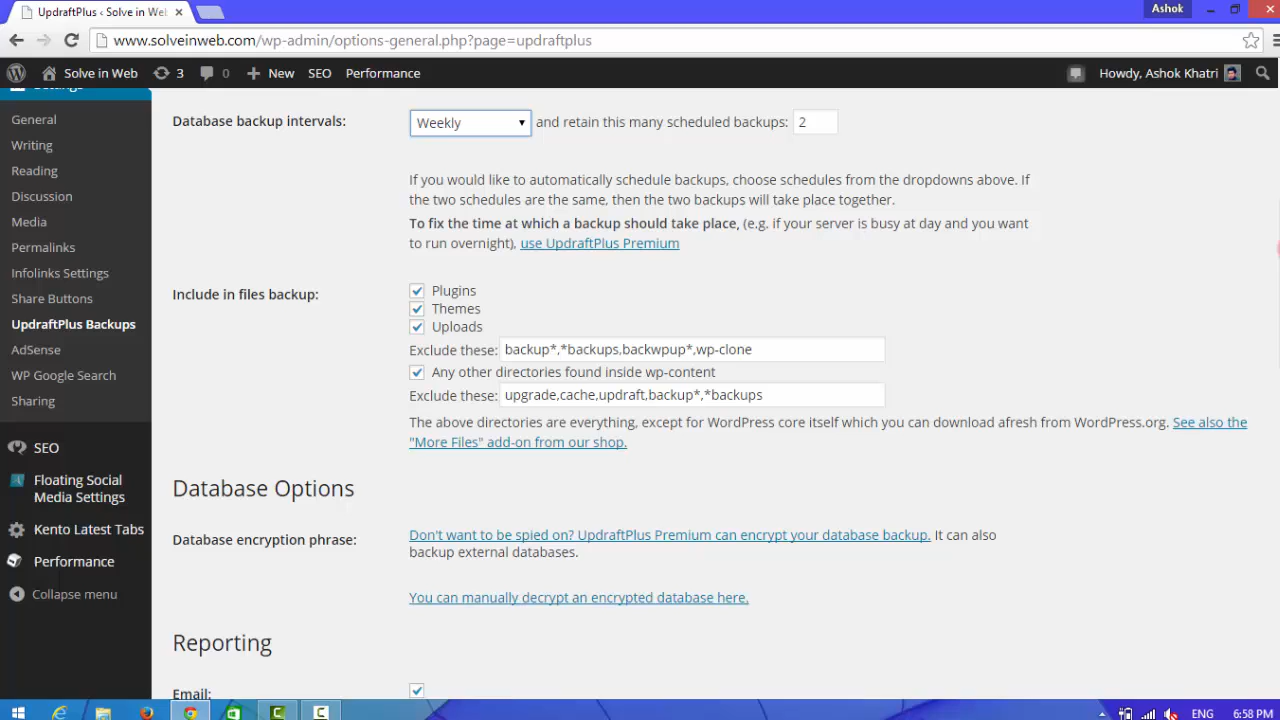 UpdraftPlus ‹ Solve in Web
Ashok
www.solveinweb.com/wp-admin/options-general.php?page=updraftplus
Solve in Web
3
0
New
SEO
Performance
Howdy, Ashok Khatri
Settings
General
Writing
Reading
Discussion
Media
Permalinks
Infolinks Settings
Share Buttons
UpdraftPlus Backups
AdSense
WP Google Search
Sharing
SEO
Floating Social
Media Settings
Kento Latest Tabs
Performance
Collapse menu
Database backup intervals: Weekly and retain this many scheduled backups: 2
If you would like to automatically schedule backups, choose schedules from the dropdowns above. If
the two schedules are the same, then the two backups will take place together.
To fix the time at which a backup should take place, (e.g. if your server is busy at day and you want
to run overnight), use UpdraftPlus Premium
Include in files backup:
Plugins
Themes
Uploads
Exclude these: backup*,*backups,backwpup*,wp-clone
Any other directories found inside wp-content
Exclude these: upgrade,cache,updraft,backup*,*backups
The above directories are everything, except for WordPress core itself which you can download afresh from WordPress.org. See also the
"More Files" add-on from our shop.
Database Options
Database encryption phrase:
Don't want to be spied on? UpdraftPlus Premium can encrypt your database backup. It can also
backup external databases.
You can manually decrypt an encrypted database here.
Reporting
Email:
ENG
6:58 PM